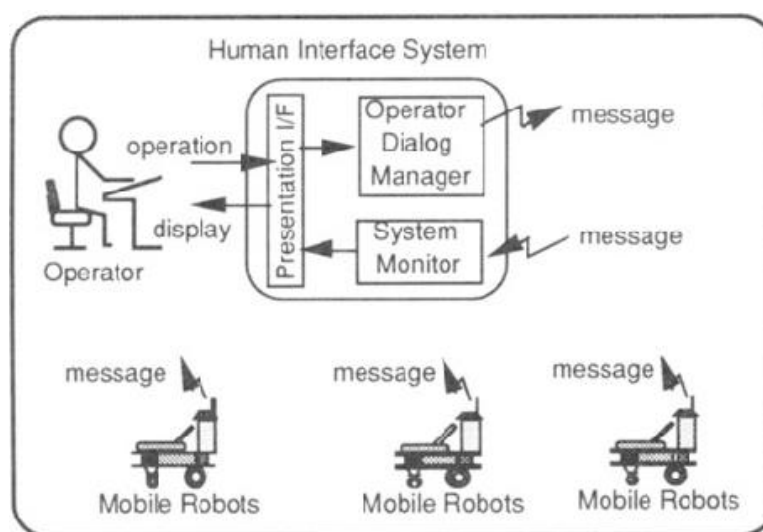 Human Interface System
operation
display
Operator
Presentation I/F
Operator
Dialog
Manager
System
Monitor
message
message
message
message
message
Mobile Robots
Mobile Robots
Mobile Robots